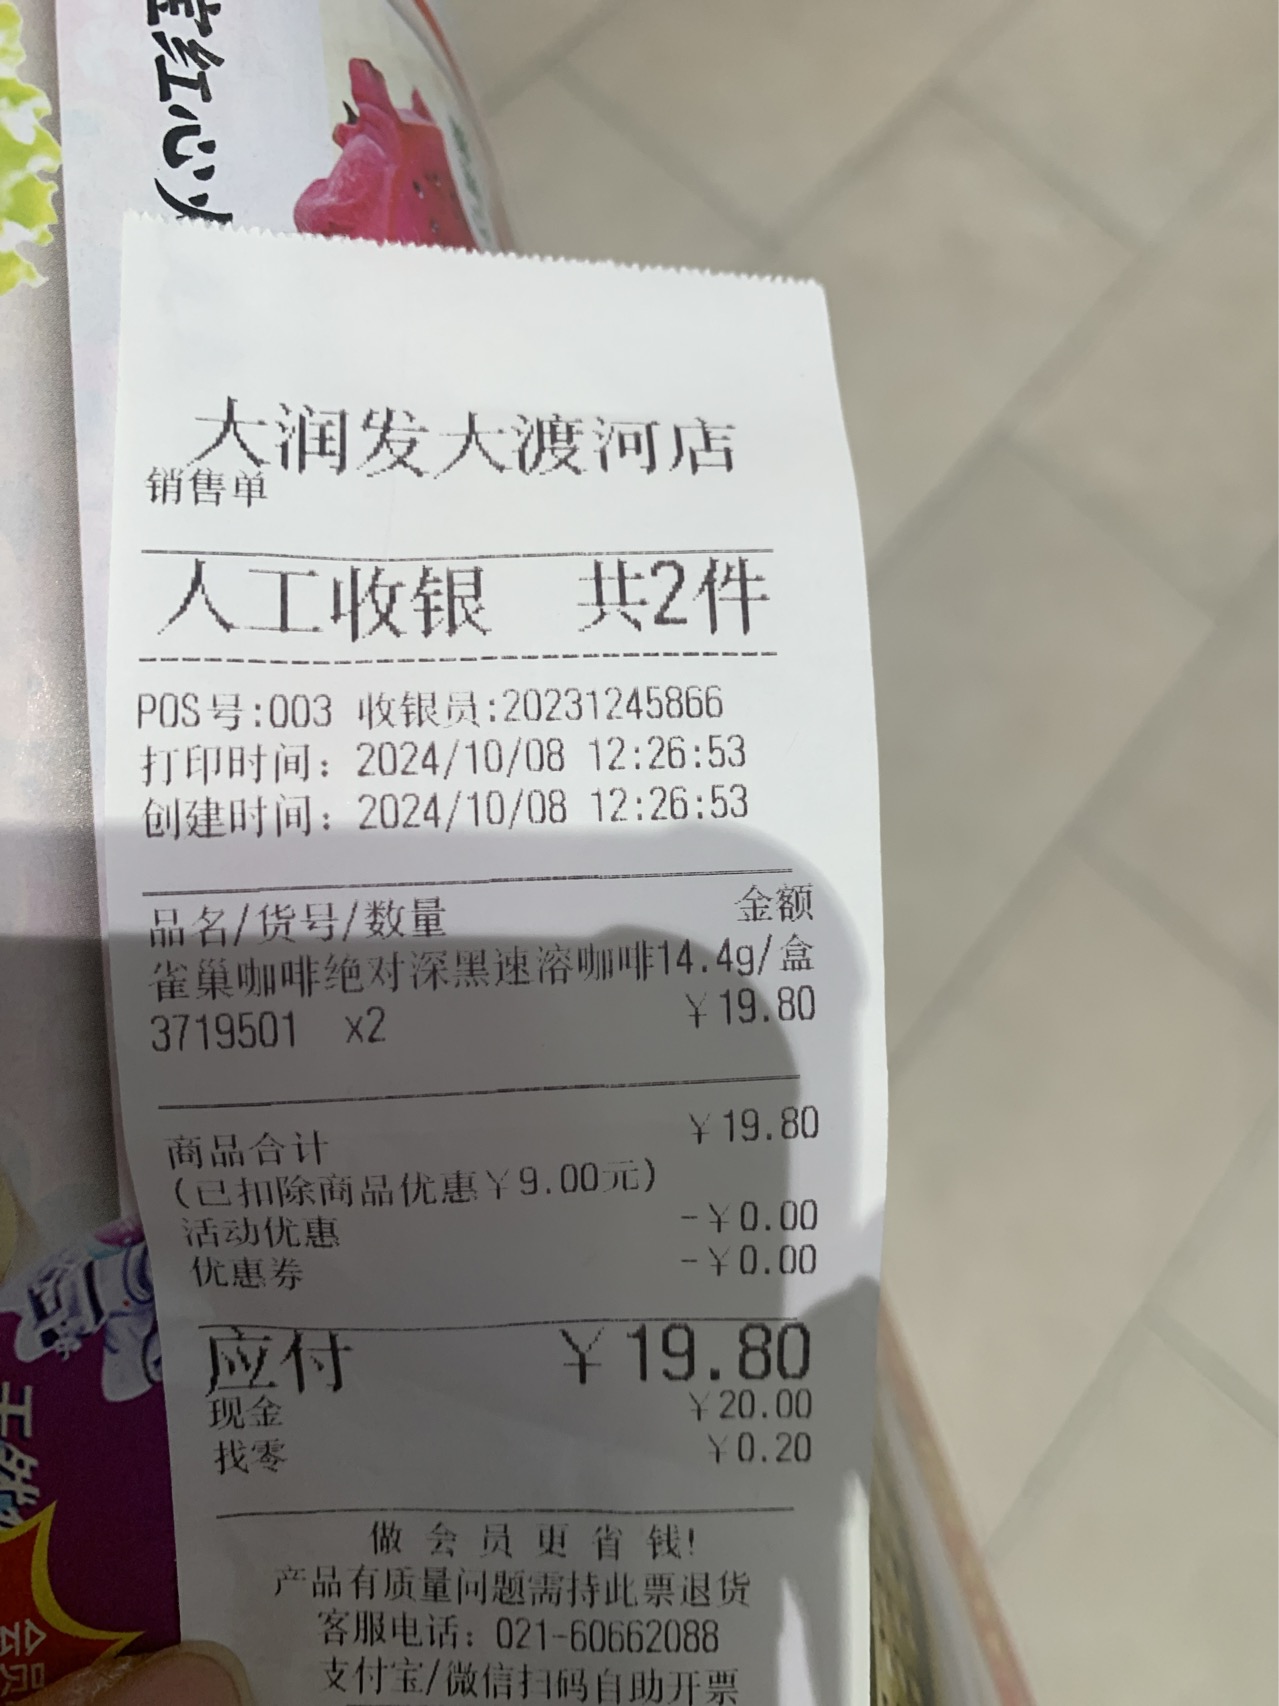 红心火
大润发大渡河店
销售单
人工收银 共2件
POS号:003 收银员:20231245866
打印时间：2024/10/08 12:26:53
创建时间：2024/10/08 12:26:53
品名/货号/数量 金额
雀巢咖啡绝对深黑速溶咖啡14.4g/盒
3719501 x2 ￥19.80
商品合计 ￥19.80
(已扣除商品优惠￥9.00元)
活动优惠 -￥0.00
优惠券 -￥0.00
应付 ￥19.80
现金 ￥20.00
找零 ￥0.20
做会员更省钱!
产品有质量问题需持此票退货
客服电话：021-60662088
支付宝/微信扫码自助开票
会员